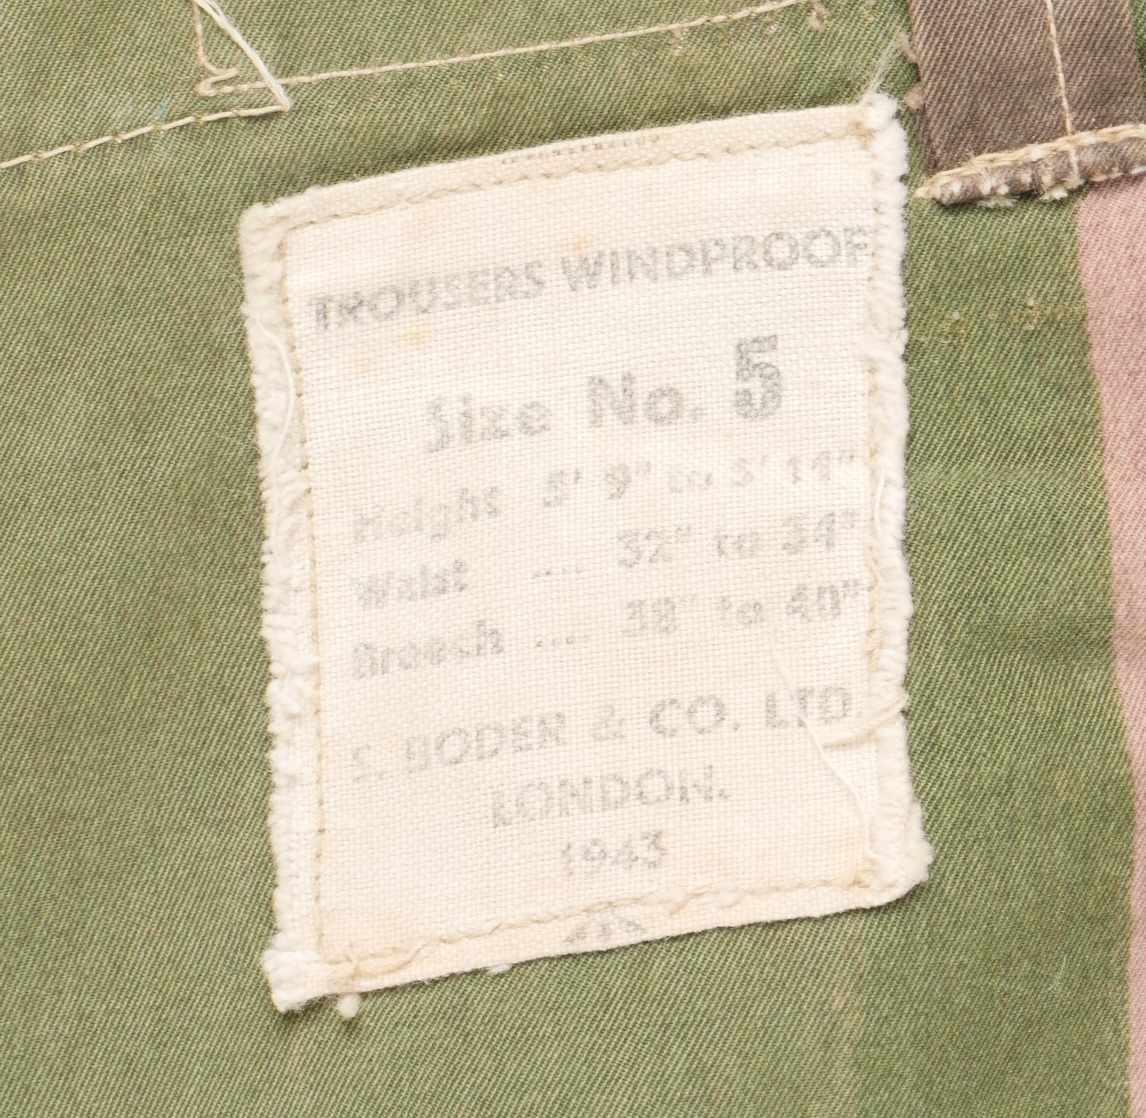 TROUSERS WINDPROOF
Size No. 5
Height 5' 9" to 5' 11"
Waist .... 32" to 34"
Breech .... 38" to 40"
S. BODER & CO. LTD.
LONDON.
1943